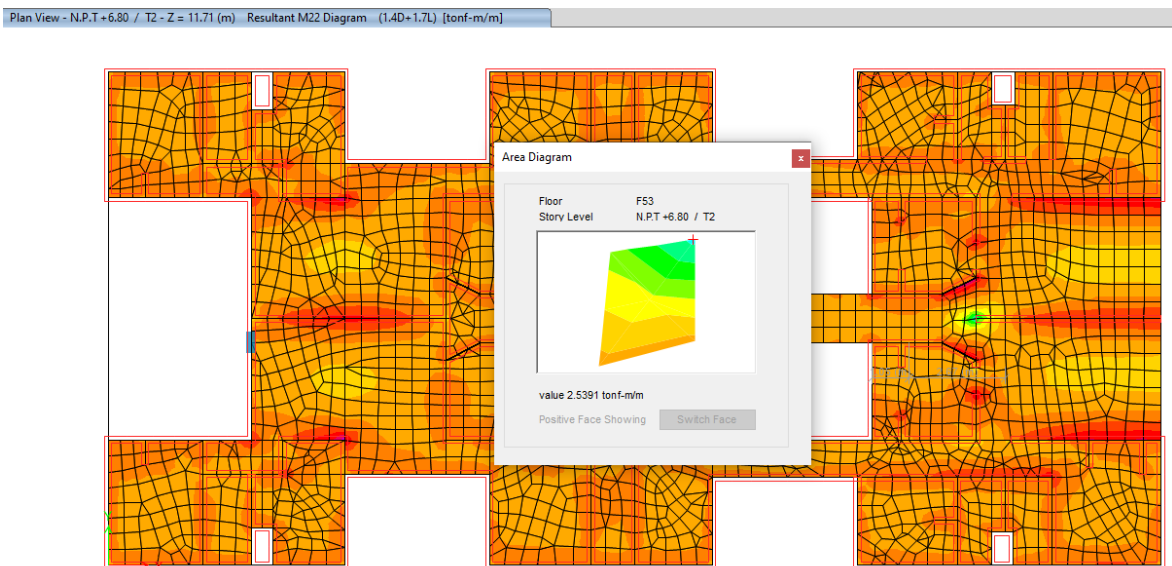 Plan View - N.P.T +6.80 / T2 - Z = 11.71 (m) Resultant M22 Diagram (1.4D+1.7L) [tonf-m/m]
Area Diagram
x
Floor F53
Story Level N.P.T +6.80 / T2
value 2.5391 tonf-m/m
Positive Face Showing Switch Face